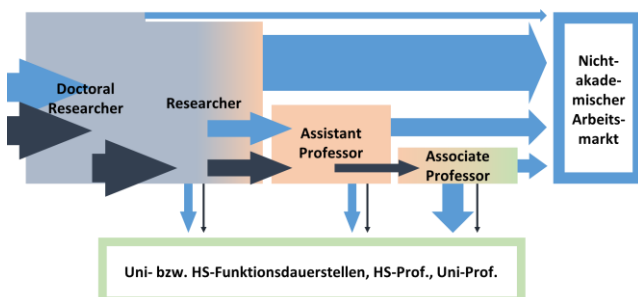 Doctoral
Researcher
Researcher
Assistant
Professor
Associate
Professor
Nicht-
akade-
mischer
Arbeits-
markt
Uni- bzw. HS-Funktionsdauerstellen, HS-Prof., Uni-Prof.